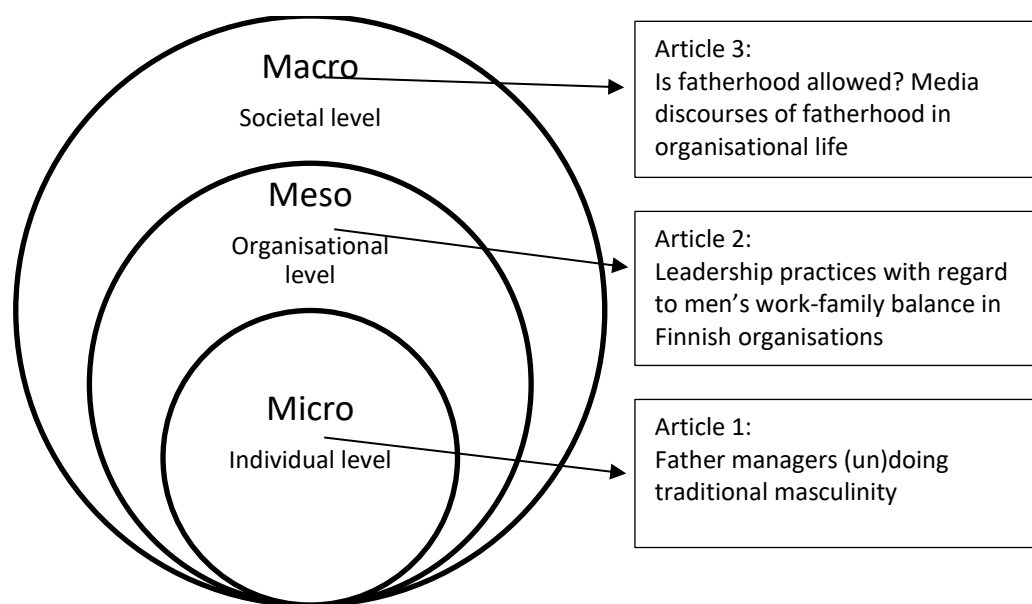 Macro
Societal level
Meso
Organisational
level
Micro
Individual level
Article 3:
Is fatherhood allowed? Media
discourses of fatherhood in
organisational life
Article 2:
Leadership practices with regard
to men’s work-family balance in
Finnish organisations
Article 1:
Father managers (un)doing
traditional masculinity